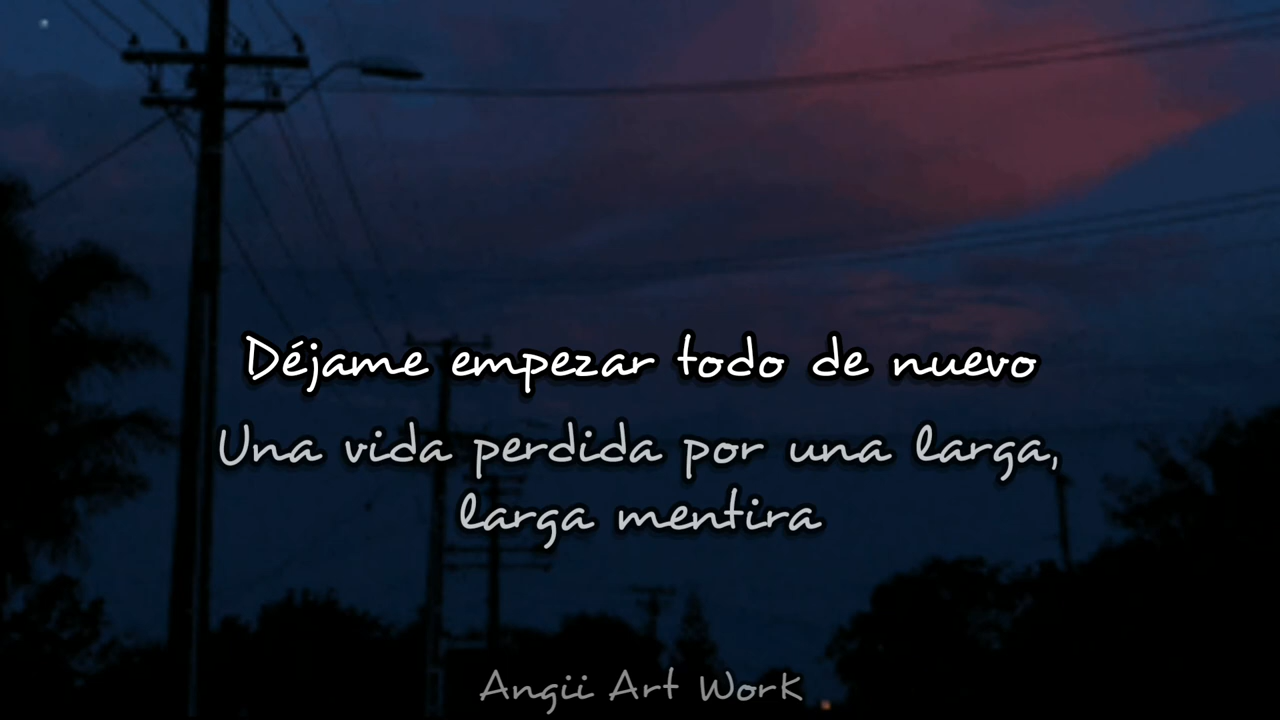 Déjame empezar todo de nuevo
Una vida perdida por una larga,
larga mentira
Angii Art Work